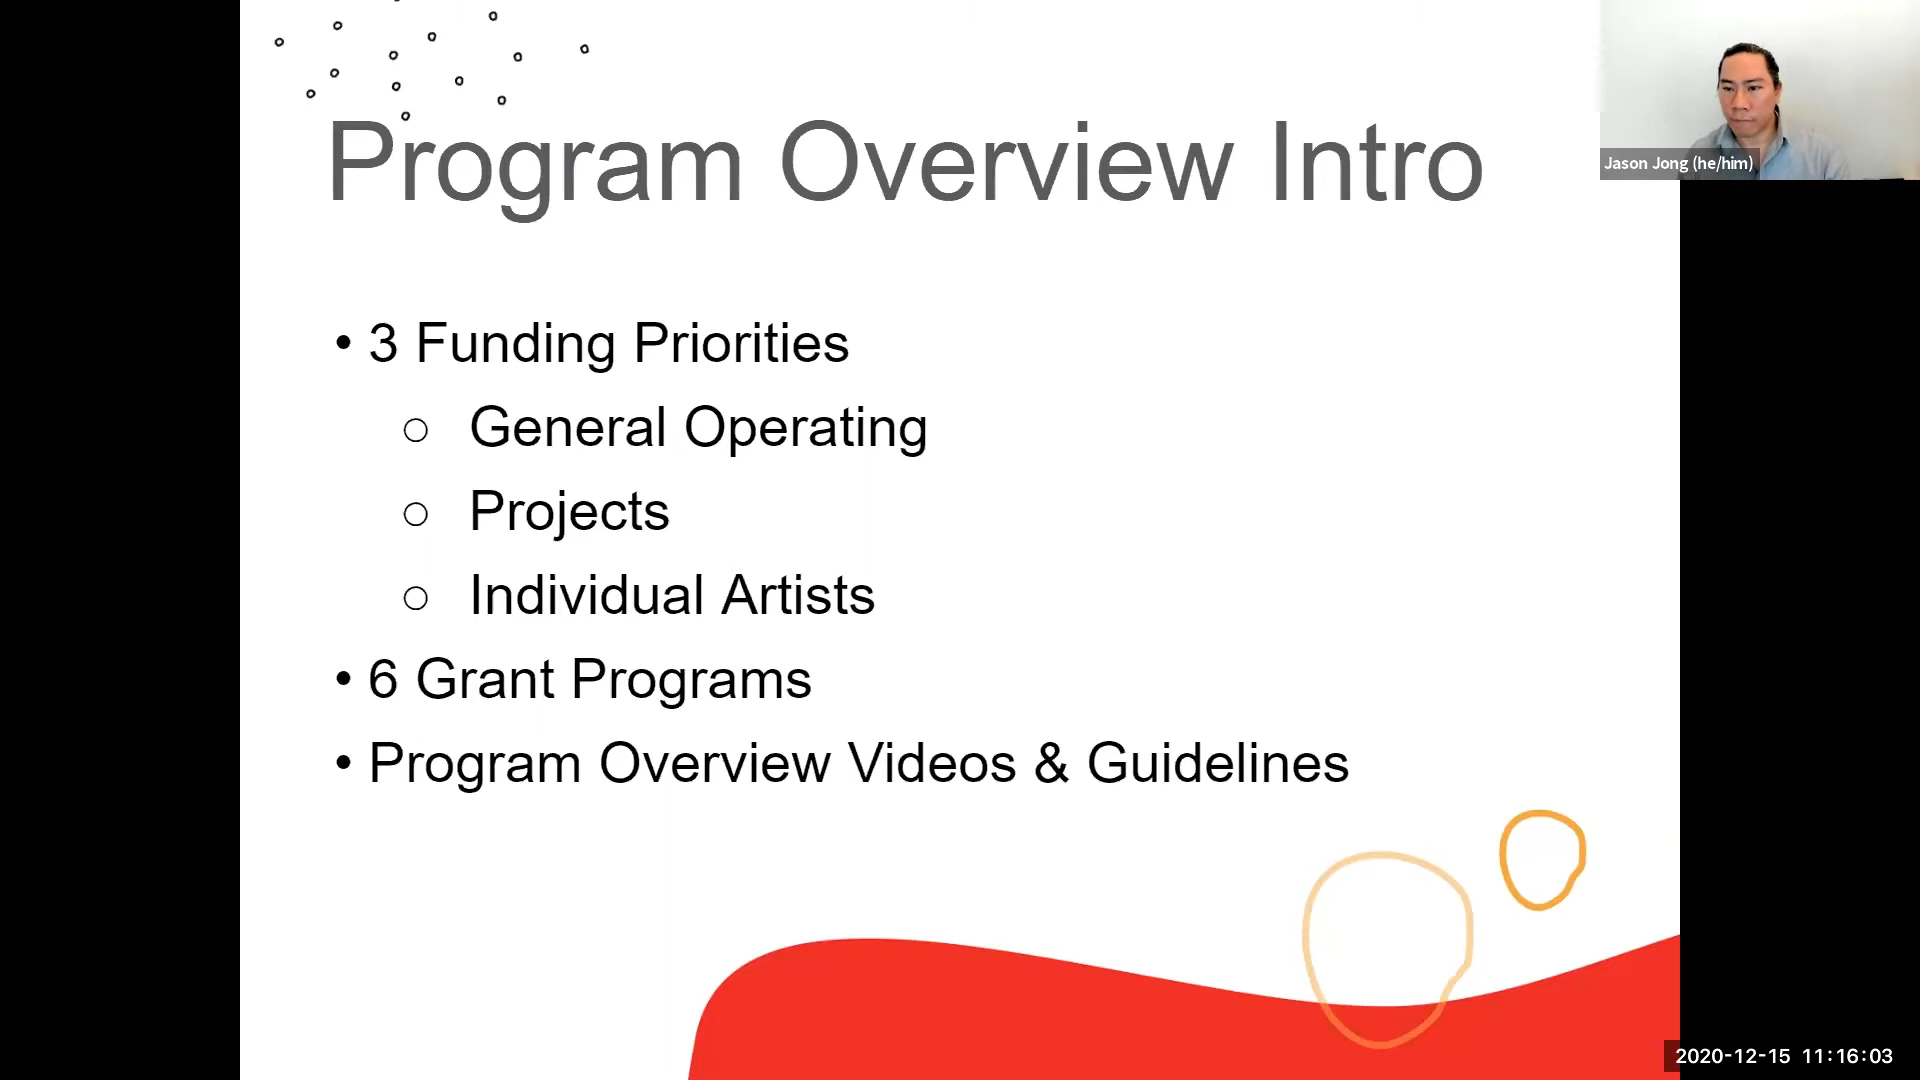 Program Overview Intro
Jason Jong (he/him)
• 3 Funding Priorities
○ General Operating
○ Projects
○ Individual Artists
• 6 Grant Programs
• Program Overview Videos & Guidelines
2020-12-15 11:16:03